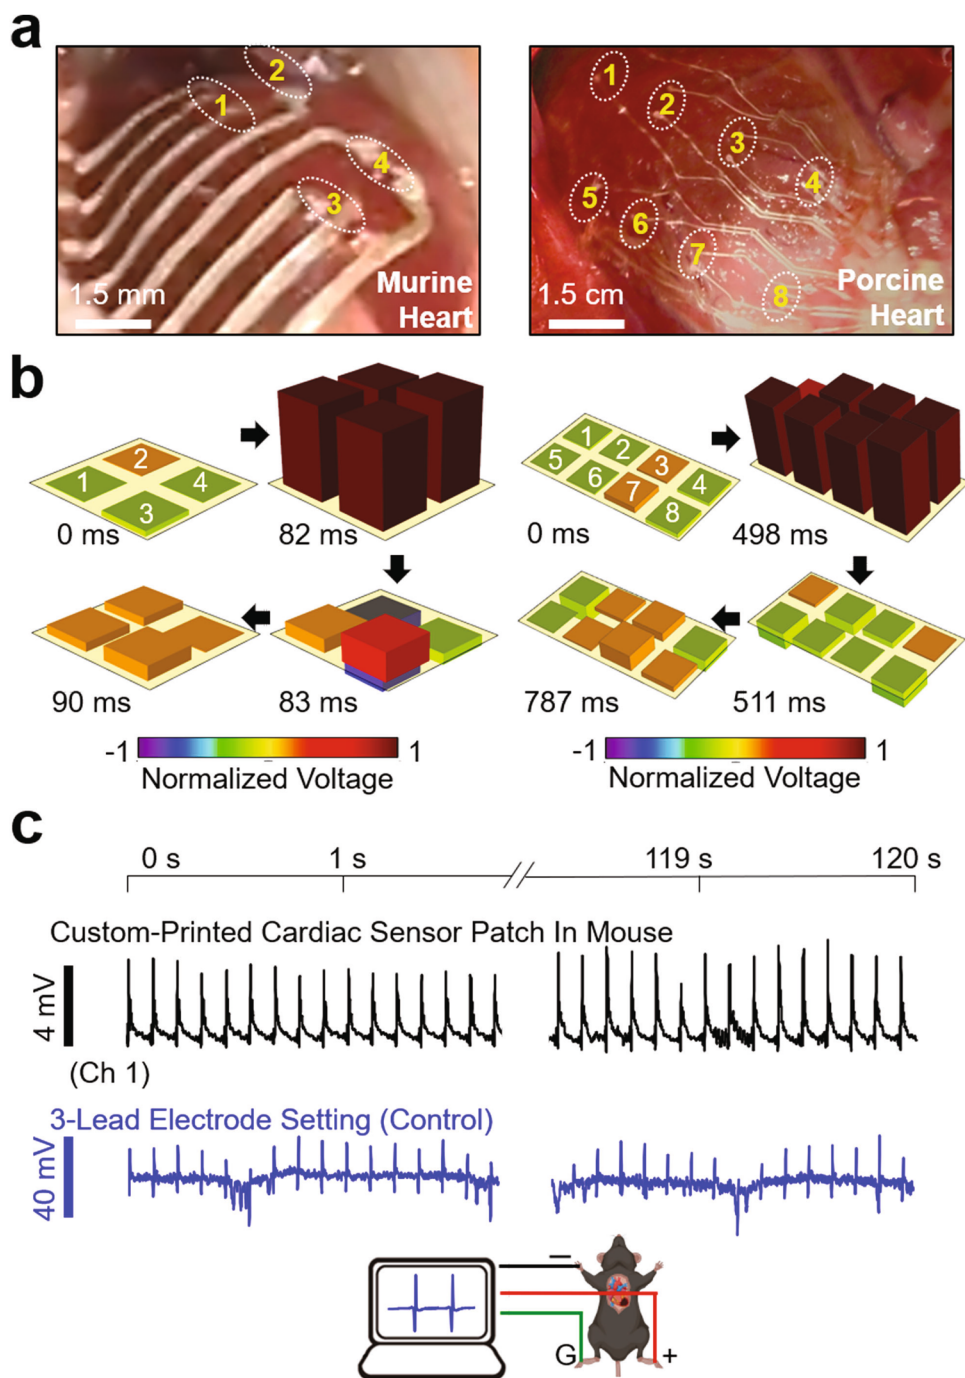 a
1
2
3
4
1.5 mm
Murine
Heart
1
2
3
4
5
6
7
8
1.5 cm
Porcine
Heart
b
1
2
3
4
0 ms
82 ms
90 ms
83 ms
-1
1
Normalized Voltage
1
2
3
4
5
6
7
8
0 ms
498 ms
787 ms
511 ms
-1
1
Normalized Voltage
c
0 s
1 s
119 s
120 s
Custom-Printed Cardiac Sensor Patch In Mouse
4 mV
(Ch 1)
3-Lead Electrode Setting (Control)
40 mV
−
G
+